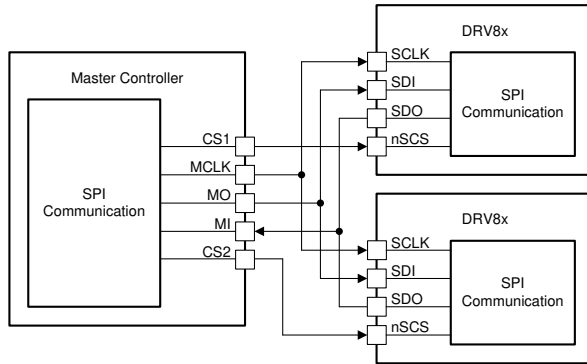 Master Controller
SPI
Communication
CS1
MCLK
MO
MI
CS2
DRV8x
SCLK
SDI
SDO
nSCS
SPI
Communication
DRV8x
SCLK
SDI
SDO
nSCS
SPI
Communication